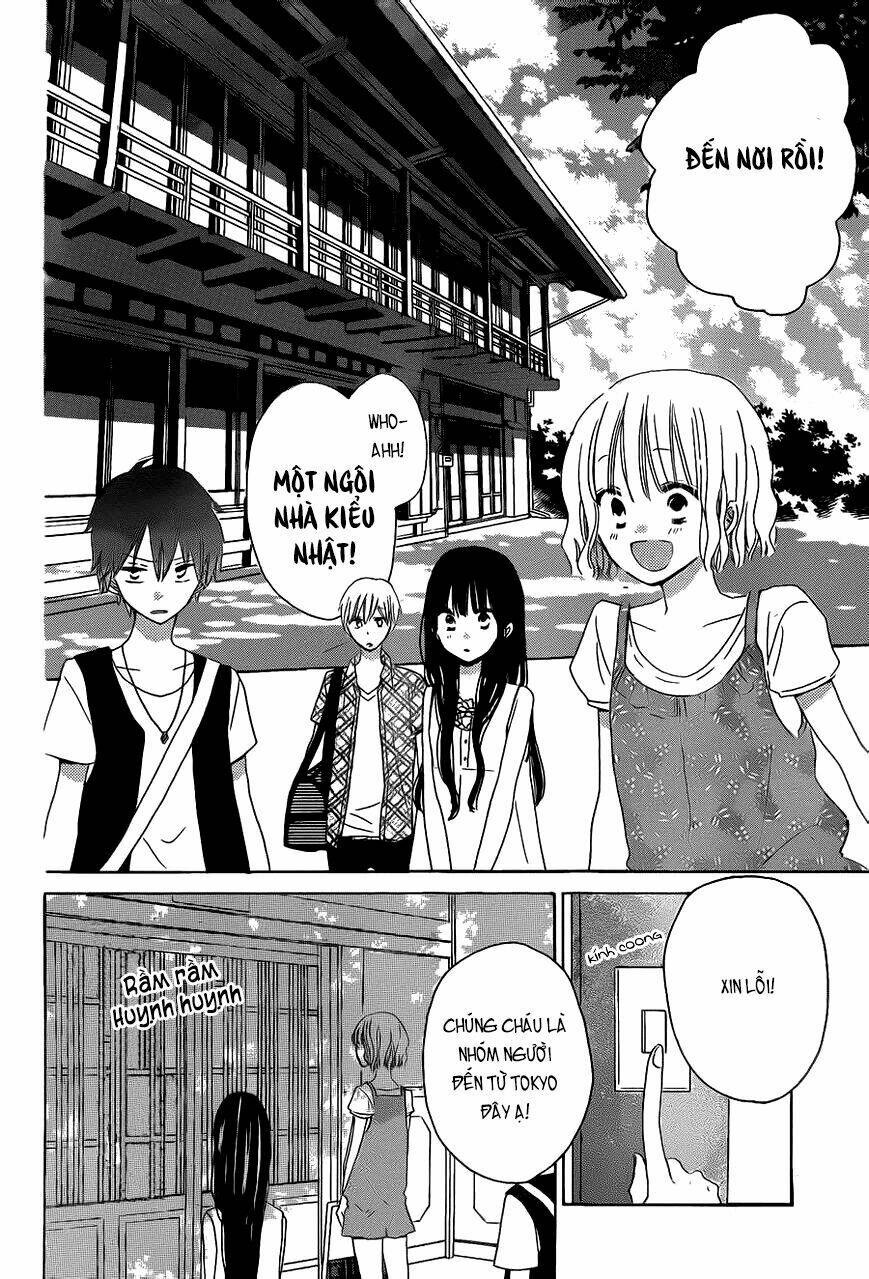 ĐẾN NƠI RỒI!
WHO-
AHH!
MỘT NGÔI
NHÀ KIỂU
NHẬT!
kính coong
XIN LỖI!
CHÚNG CHÁU LÀ
NHÓM NGƯỜI
ĐẾN TỪ TOKYO
ĐÂY Ạ!
Rầm rầm
Huỳnh huỳnh